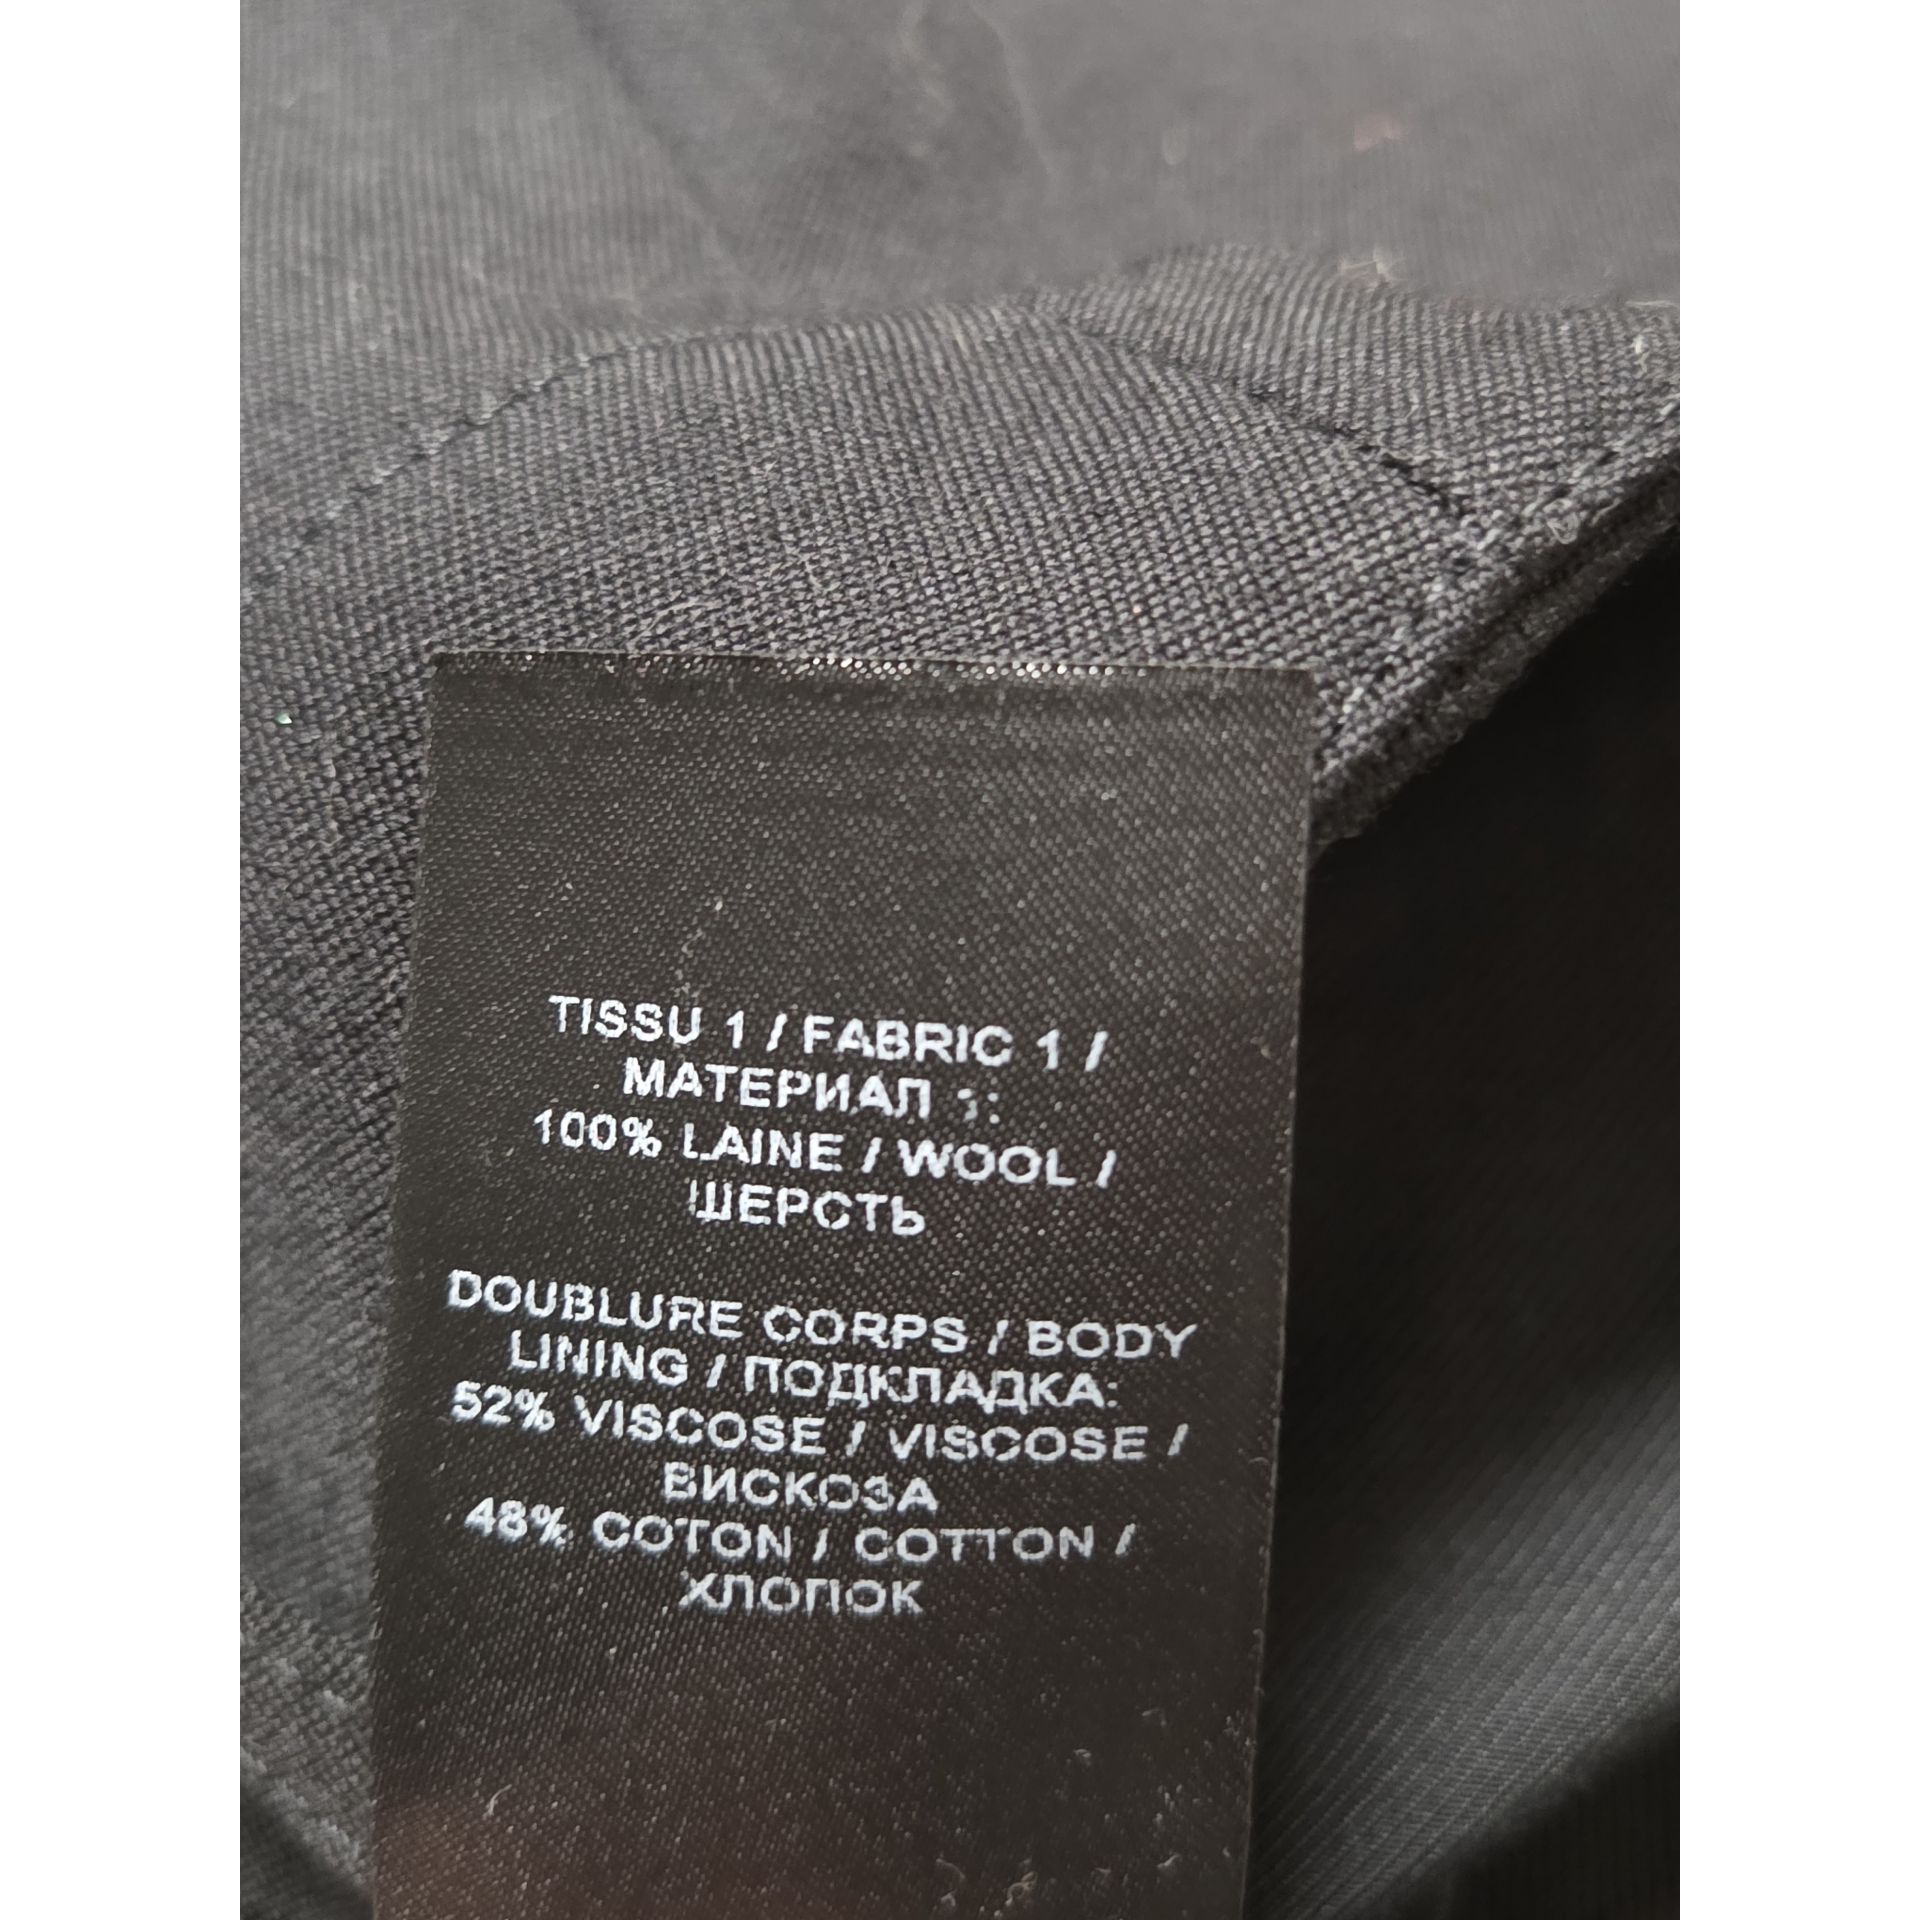 TISSU 1 / FABRIC 1 /
МАТЕРИАЛ 1:
100% LAINE / WOOL /
ШЕРСТЬ
DOUBLURE CORPS / BODY
LINING / ПОДКЛАДКА:
52% VISCOSE / VISCOSE /
ВИСКОЗА
48% COTON / COTTON /
ХЛОПОК